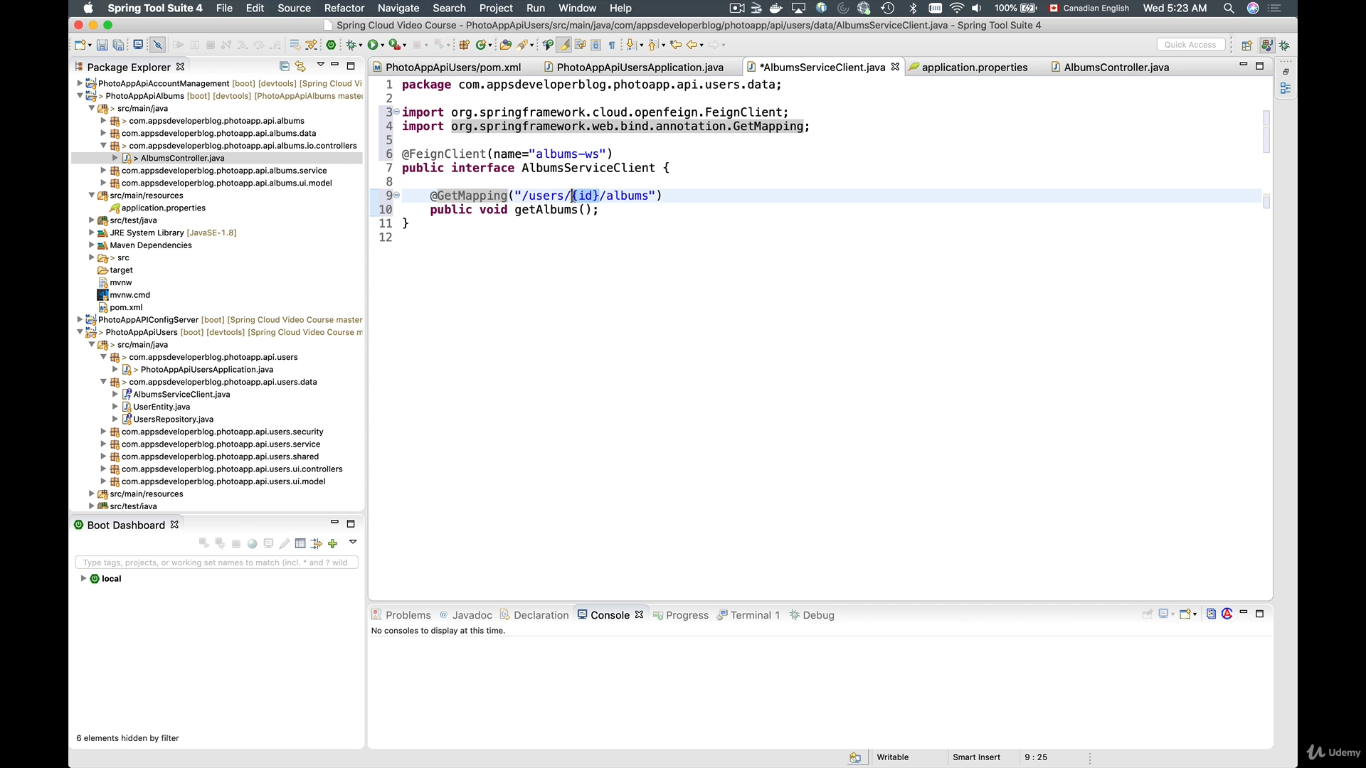 Spring Tool Suite 4 File Edit Source Refactor Navigate Search Project Run Window Help 100% Canadian English Wed 5:23 AM
Spring Cloud Video Course - PhotoAppApiUsers/src/main/java/com/appsdeveloperblog/photoapp/api/users/data/AlbumsServiceClient.java - Spring Tool Suite 4
Quick Access
Package Explorer
PhotoAppApiAccountManagement [boot] [devtools] [Spring Cloud
PhotoAppApiAlbums [boot] [devtools] [PhotoAppApiAlbums master
src/main/java
> com.appsdeveloperblog.photoapp.api.albums
com.appsdeveloperblog.photoapp.api.albums.data
> com.appsdeveloperblog.photoapp.api.albums.io.controllers
> AlbumsController.java
com.appsdeveloperblog.photoapp.api.albums.service
com.appsdeveloperblog.photoapp.api.albums.ui.model
src/main/resources
application.properties
src/test/java
JRE System Library [JavaSE-1.8]
Maven Dependencies
> src
target
mvnw
mvnw.cmd
pom.xml
PhotoAppAPIConfigServer [boot] [Spring Cloud Video Course master
> PhotoAppApiUsers [boot] [devtools] [Spring Cloud Video Course m
> src/main/java
> com.appsdeveloperblog.photoapp.api.users
> PhotoAppApiUsersApplication.java
> com.appsdeveloperblog.photoapp.api.users.data
AlbumsServiceClient.java
UserEntity.java
UsersRepository.java
com.appsdeveloperblog.photoapp.api.users.security
com.appsdeveloperblog.photoapp.api.users.service
com.appsdeveloperblog.photoapp.api.users.shared
com.appsdeveloperblog.photoapp.api.users.ui.controllers
com.appsdeveloperblog.photoapp.api.users.ui.model
src/main/resources
src/test/java
Boot Dashboard
Type tags, projects, or working set names to match (incl. * and ? wild
local
6 elements hidden by filter
PhotoAppApiUsers/pom.xml PhotoAppApiUsersApplication.java *AlbumsServiceClient.java application.properties AlbumsController.java
1 package com.appsdeveloperblog.photoapp.api.users.data;
2
3 import org.springframework.cloud.openfeign.FeignClient;
4 import org.springframework.web.bind.annotation.GetMapping;
5
6 @FeignClient(name="albums-ws")
7 public interface AlbumsServiceClient {
8
9 @GetMapping("/users/{id}/albums")
10 public void getAlbums();
11 }
12
Problems Javadoc Declaration Console Progress Terminal 1 Debug
No consoles to display at this time.
Writable Smart Insert 9 : 25
Udemy